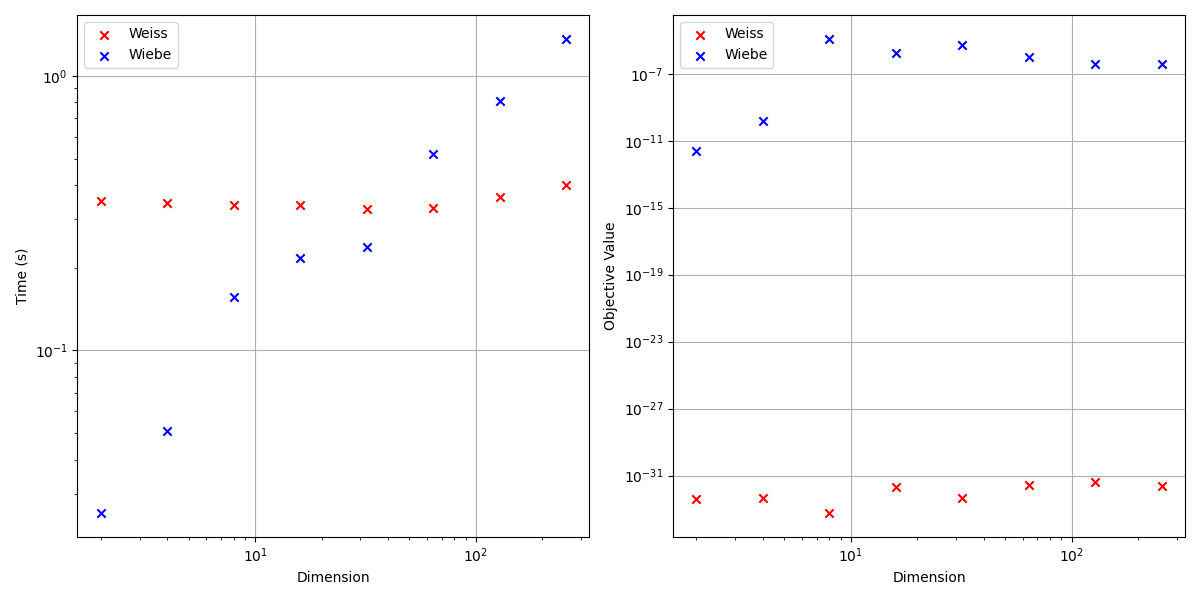 Weiss
Wiebe
10⁰
10⁻¹
Time (s)
10¹
10²
Dimension
Weiss
Wiebe
10⁻⁷
10⁻¹¹
10⁻¹⁵
10⁻¹⁹
10⁻²³
10⁻²⁷
10⁻³¹
Objective Value
10¹
10²
Dimension